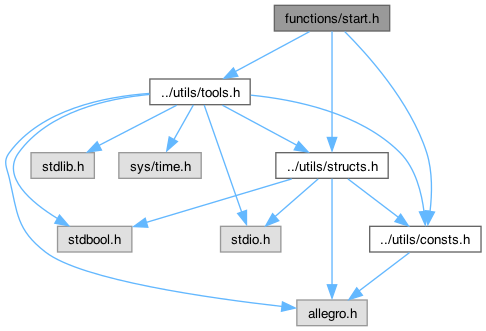 functions/start.h
../utils/tools.h
stdlib.h
sys/time.h
../utils/structs.h
stdbool.h
stdio.h
../utils/consts.h
allegro.h